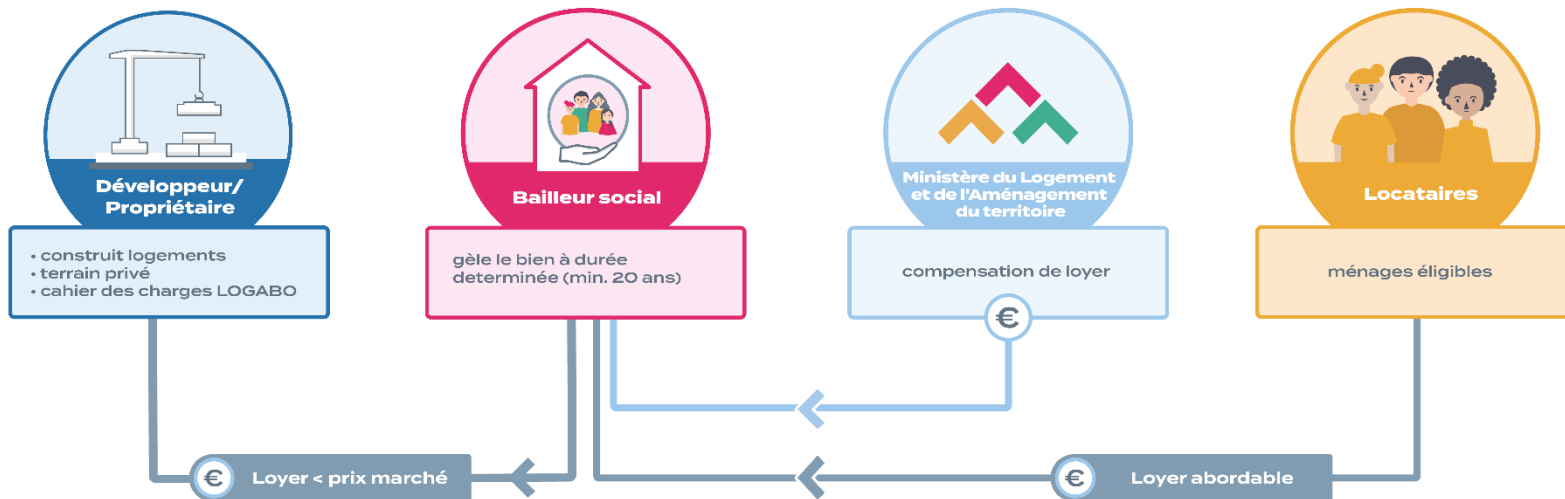 Développeur/
Propriétaire
• construit logements
• terrain privé
• cahier des charges LOGABO
Bailleur social
gèle le bien à durée
determinée (min. 20 ans)
Ministère du Logement
et de l'Aménagement
du territoire
compensation de loyer
€
Locataires
ménages éligibles
€ Loyer < prix marché
€ Loyer abordable